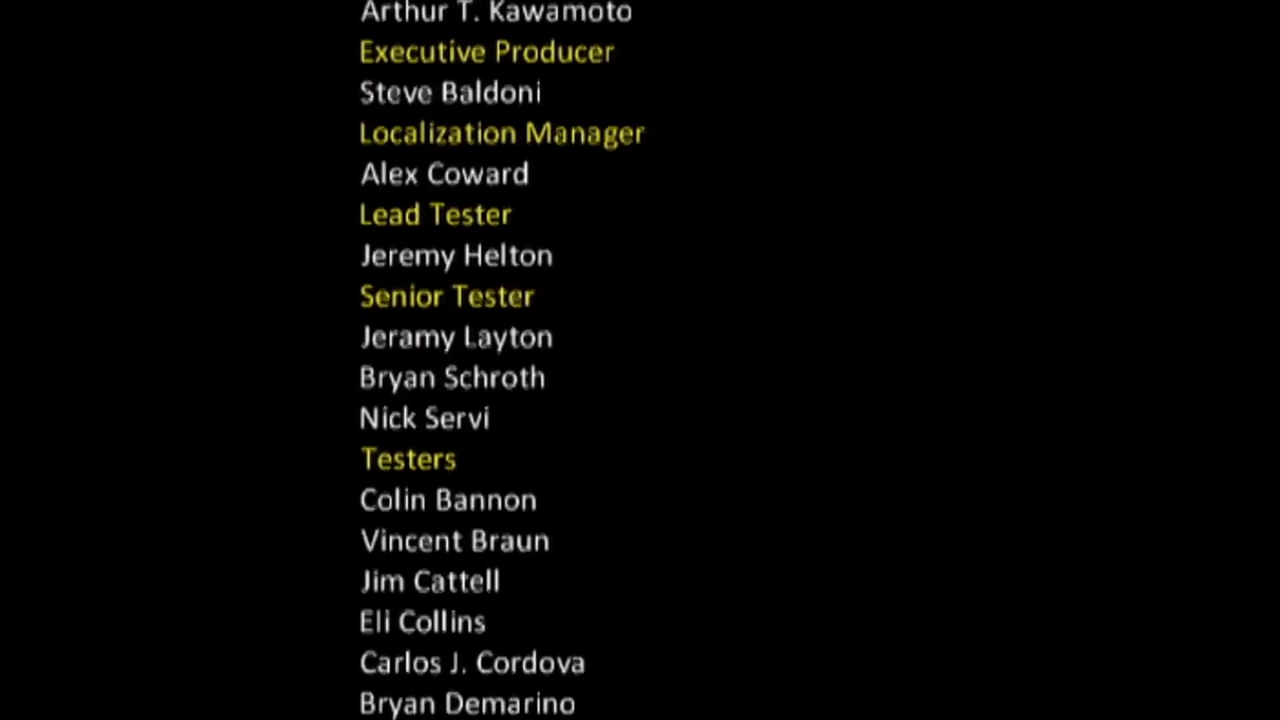 Arthur T. Kawamoto
Executive Producer
Steve Baldoni
Localization Manager
Alex Coward
Lead Tester
Jeremy Helton
Senior Tester
Jeramy Layton
Bryan Schroth
Nick Servi
Testers
Colin Bannon
Vincent Braun
Jim Cattell
Eli Collins
Carlos J. Cordova
Bryan Demarino